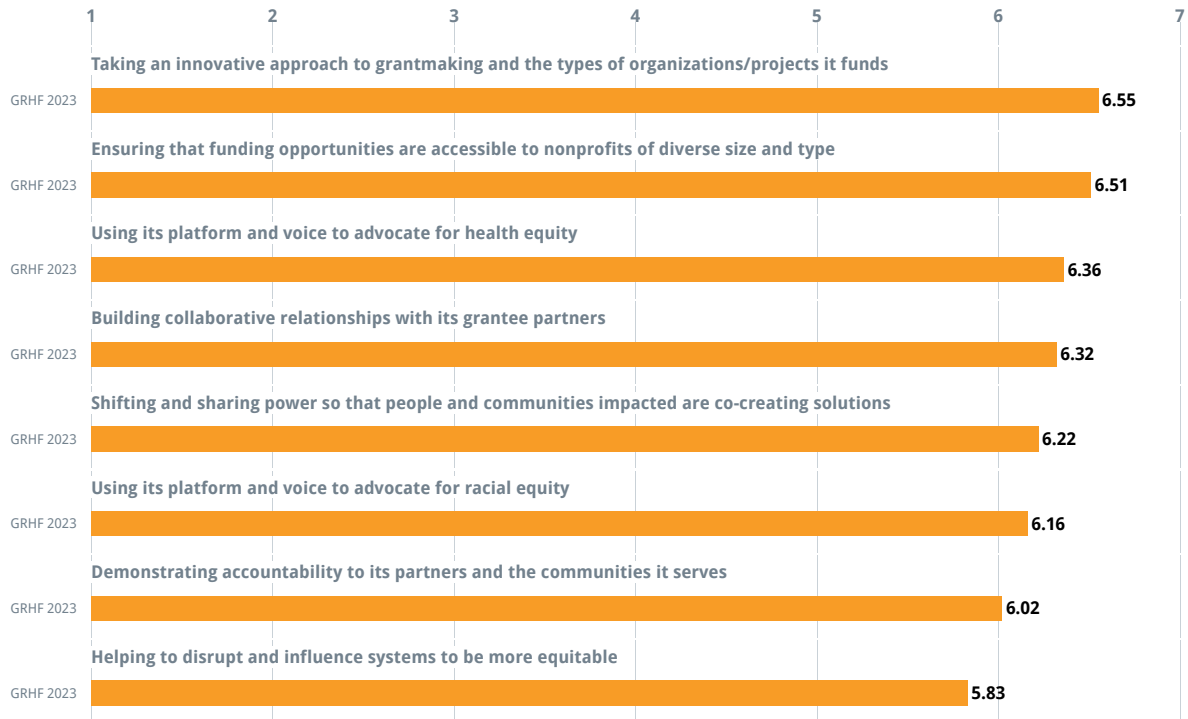 1 2 3 4 5 6 7
Taking an innovative approach to grantmaking and the types of organizations/projects it funds
GRHF 2023 6.55
Ensuring that funding opportunities are accessible to nonprofits of diverse size and type
GRHF 2023 6.51
Using its platform and voice to advocate for health equity
GRHF 2023 6.36
Building collaborative relationships with its grantee partners
GRHF 2023 6.32
Shifting and sharing power so that people and communities impacted are co-creating solutions
GRHF 2023 6.22
Using its platform and voice to advocate for racial equity
GRHF 2023 6.16
Demonstrating accountability to its partners and the communities it serves
GRHF 2023 6.02
Helping to disrupt and influence systems to be more equitable
GRHF 2023 5.83